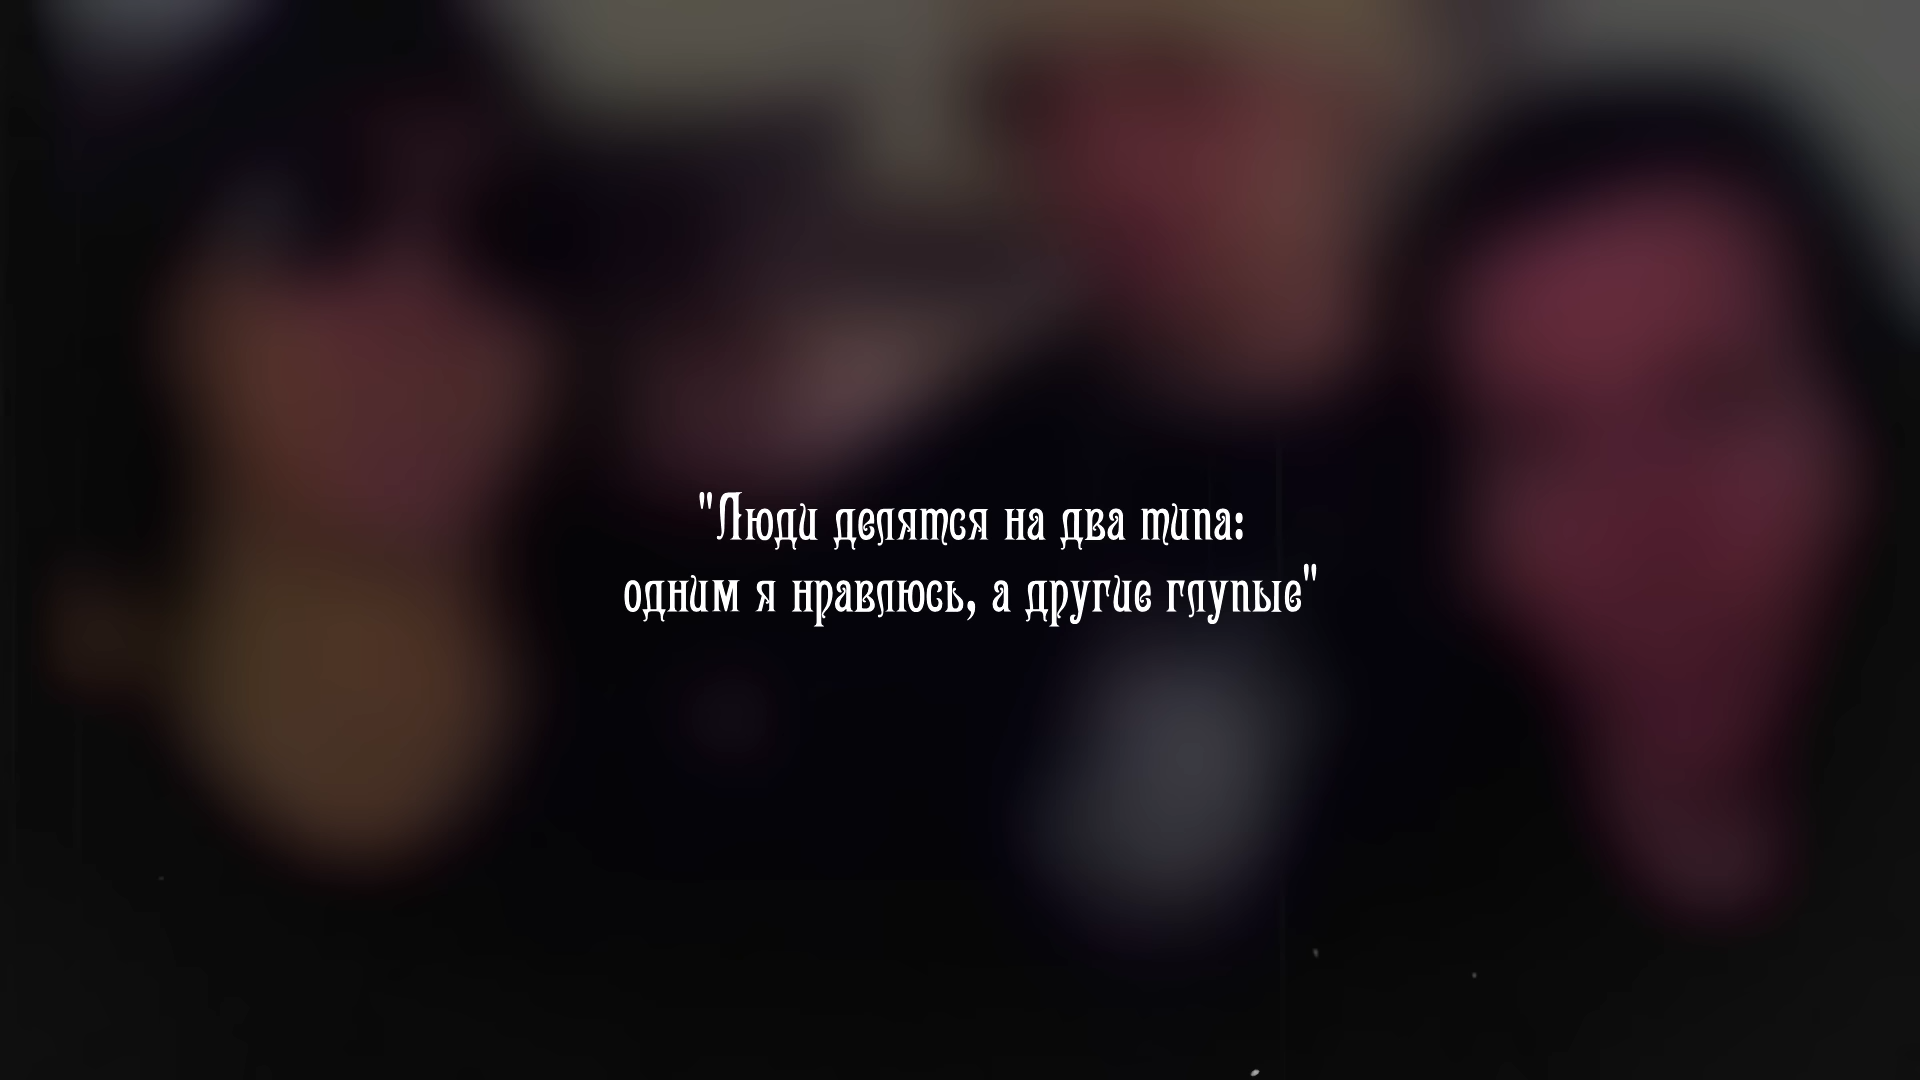 "Люди делятся на два типа:
одним я нравлюсь, а другие глупые"